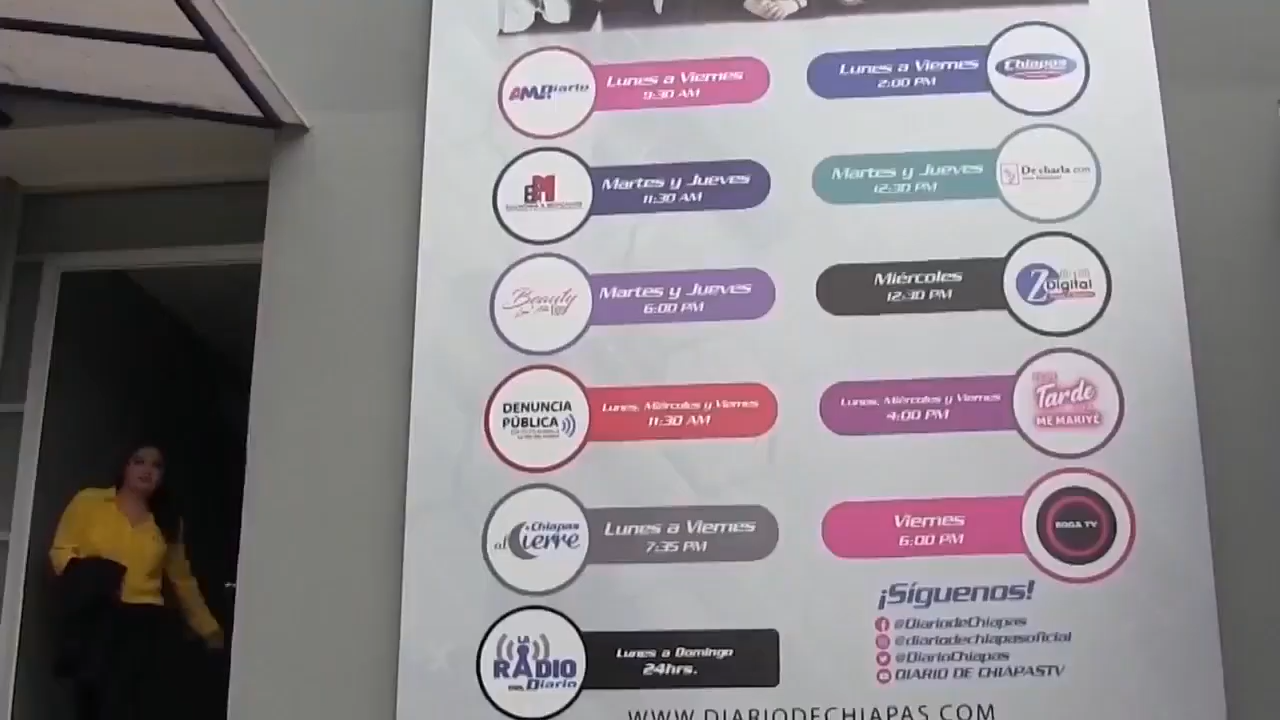 AM Diario
Lunes a Viernes
9:30 AM
Martes y Jueves
11:30 AM
Beauty
Martes y Jueves
6:00 PM
DENUNCIA
PÚBLICA
Lunes, Miércoles y Viernes
11:30 AM
Chiapas
al Cierre
Lunes a Viernes
7:35 PM
LA
RADIO
DEL Diario
Lunes a Domingo
24hrs.
Lunes a Viernes
2:00 PM
Chiapas
Martes y Jueves
12:30 PM
De charla con
Miércoles
12:30 PM
Z Digital
Lunes, Miércoles y Viernes
4:00 PM
Tarde
ME MARIYÉ
Viernes
6:00 PM
BOGA TV
¡Síguenos!
@DiariodeChiapas
@diariodechiapasoficial
@DiarioChiapas
DIARIO DE CHIAPASTV
WWW.DIARIODECHIAPAS.COM